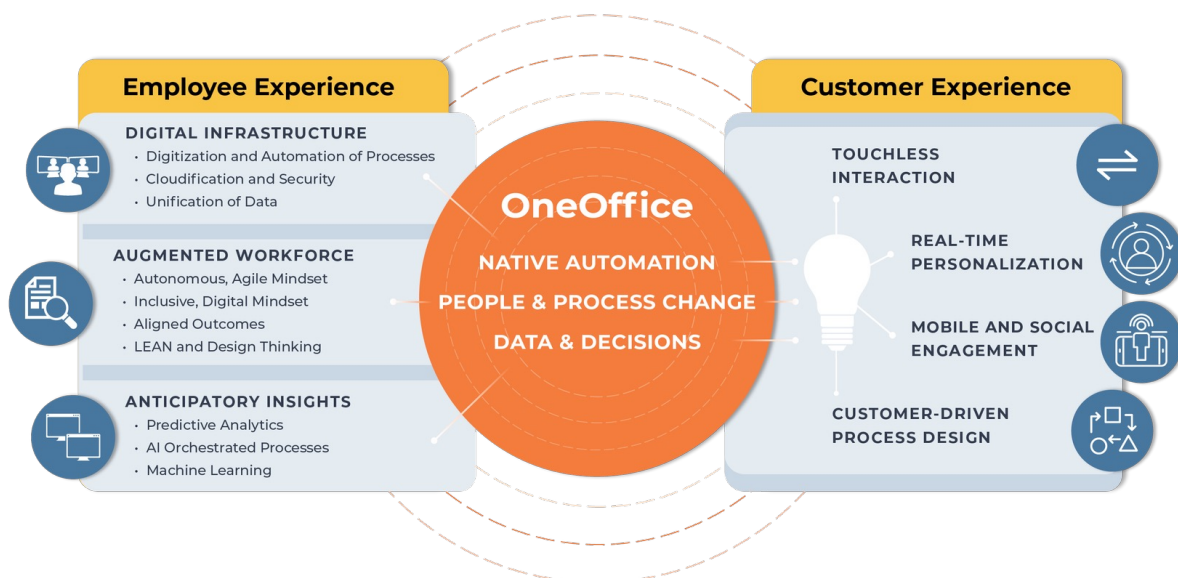 Employee Experience
DIGITAL INFRASTRUCTURE
• Digitization and Automation of Processes
• Cloudification and Security
• Unification of Data
AUGMENTED WORKFORCE
• Autonomous, Agile Mindset
• Inclusive, Digital Mindset
• Aligned Outcomes
• LEAN and Design Thinking
ANTICIPATORY INSIGHTS
• Predictive Analytics
• AI Orchestrated Processes
• Machine Learning
OneOffice
NATIVE AUTOMATION
PEOPLE & PROCESS CHANGE
DATA & DECISIONS
Customer Experience
TOUCHLESS
INTERACTION
REAL-TIME
PERSONALIZATION
MOBILE AND SOCIAL
ENGAGEMENT
CUSTOMER-DRIVEN
PROCESS DESIGN